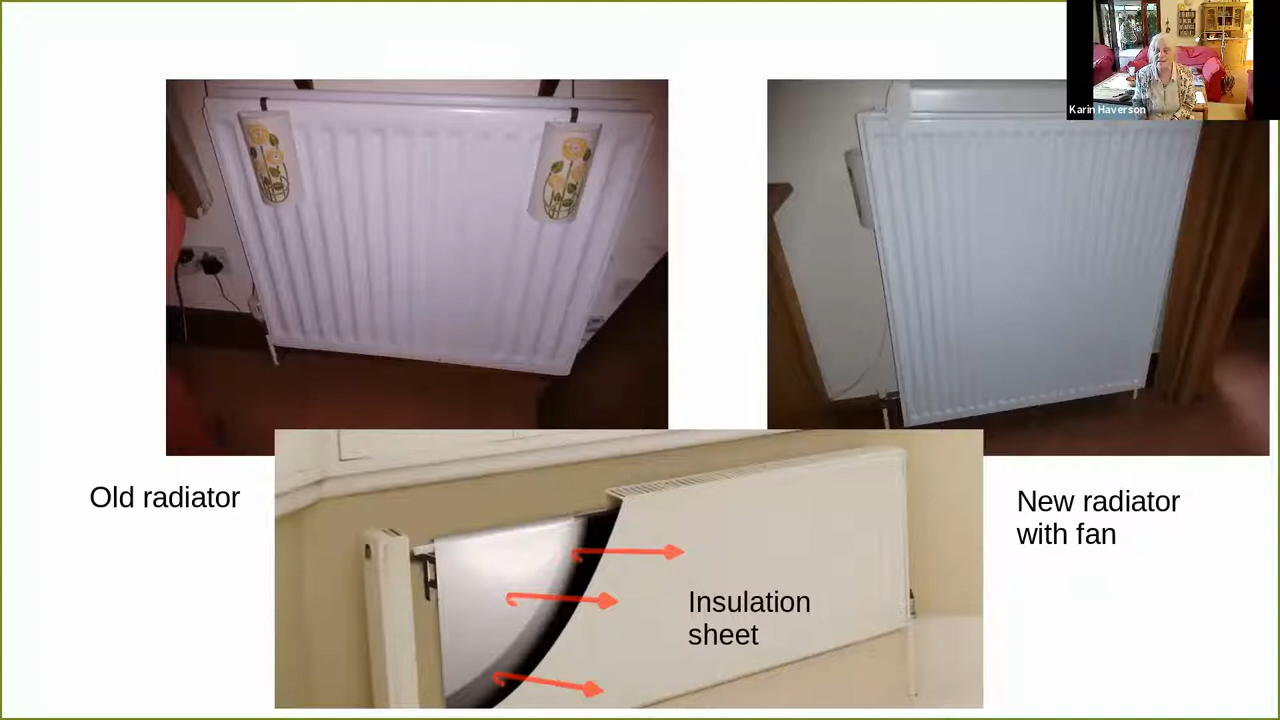 Karin Haverson
Old radiator
New radiator
with fan
Insulation
sheet